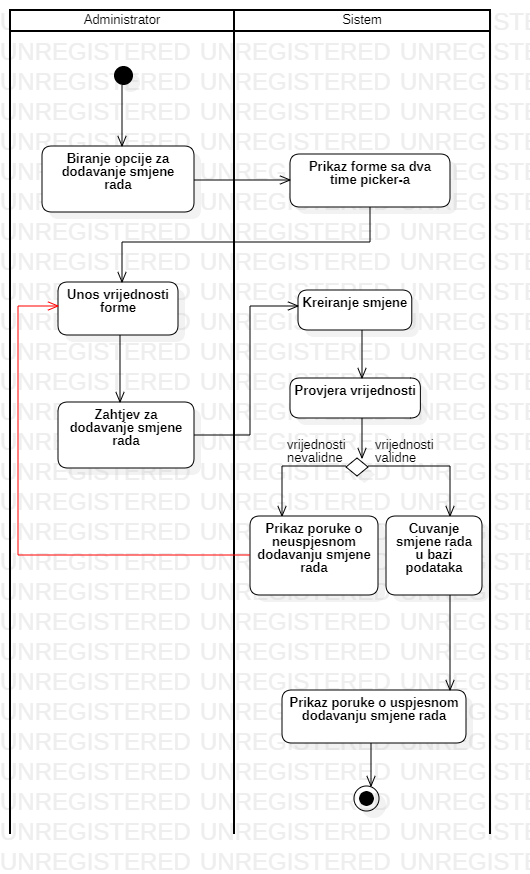 Administrator
Sistem
Biranje opcije za
dodavanje smjene
rada
Prikaz forme sa dva
time picker-a
Unos vrijednosti
forme
Kreiranje smjene
Provjera vrijednosti
Zahtjev za
dodavanje smjene
rada
vrijednosti
nevalidne
vrijednosti
validne
Prikaz poruke o
neuspjesnom
dodavanju smjene
rada
Cuvanje
smjene rada
u bazi
podataka
Prikaz poruke o uspjesnom
dodavanju smjene rada
UNREGISTERED UNREGISTERED UNREGISTERED